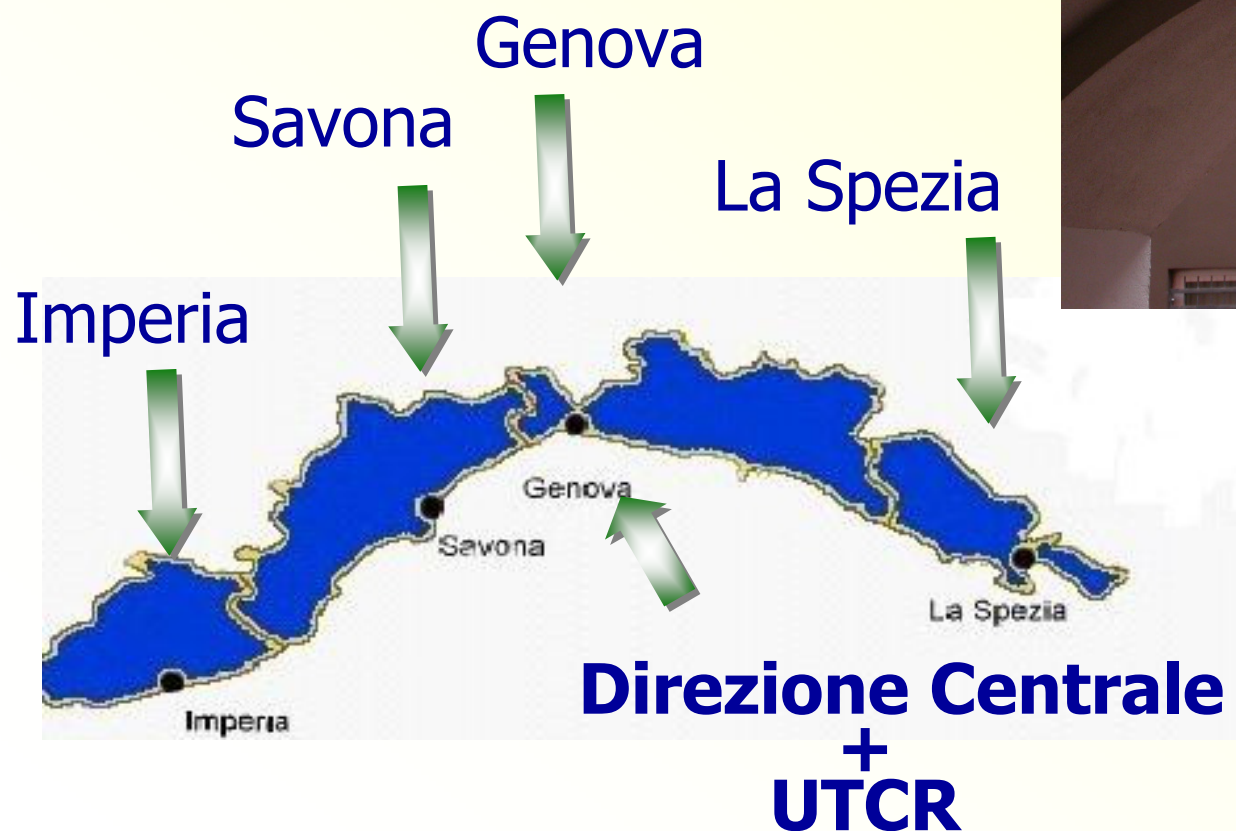 Genova
Savona
La Spezia
Imperia
Genova
Savona
La Spezia
Imperia
Direzione Centrale
+
UTCR